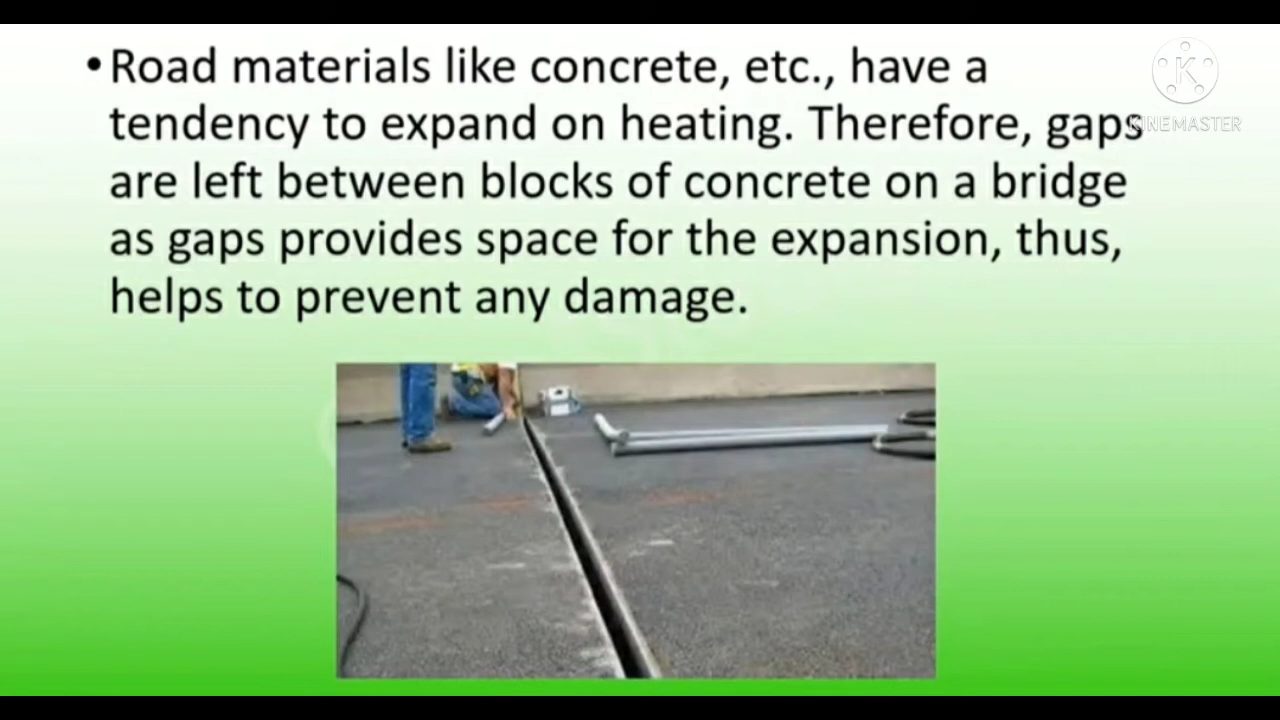 • Road materials like concrete, etc., have a
tendency to expand on heating. Therefore, gaps
are left between blocks of concrete on a bridge
as gaps provides space for the expansion, thus,
helps to prevent any damage.
K
KINEMASTER